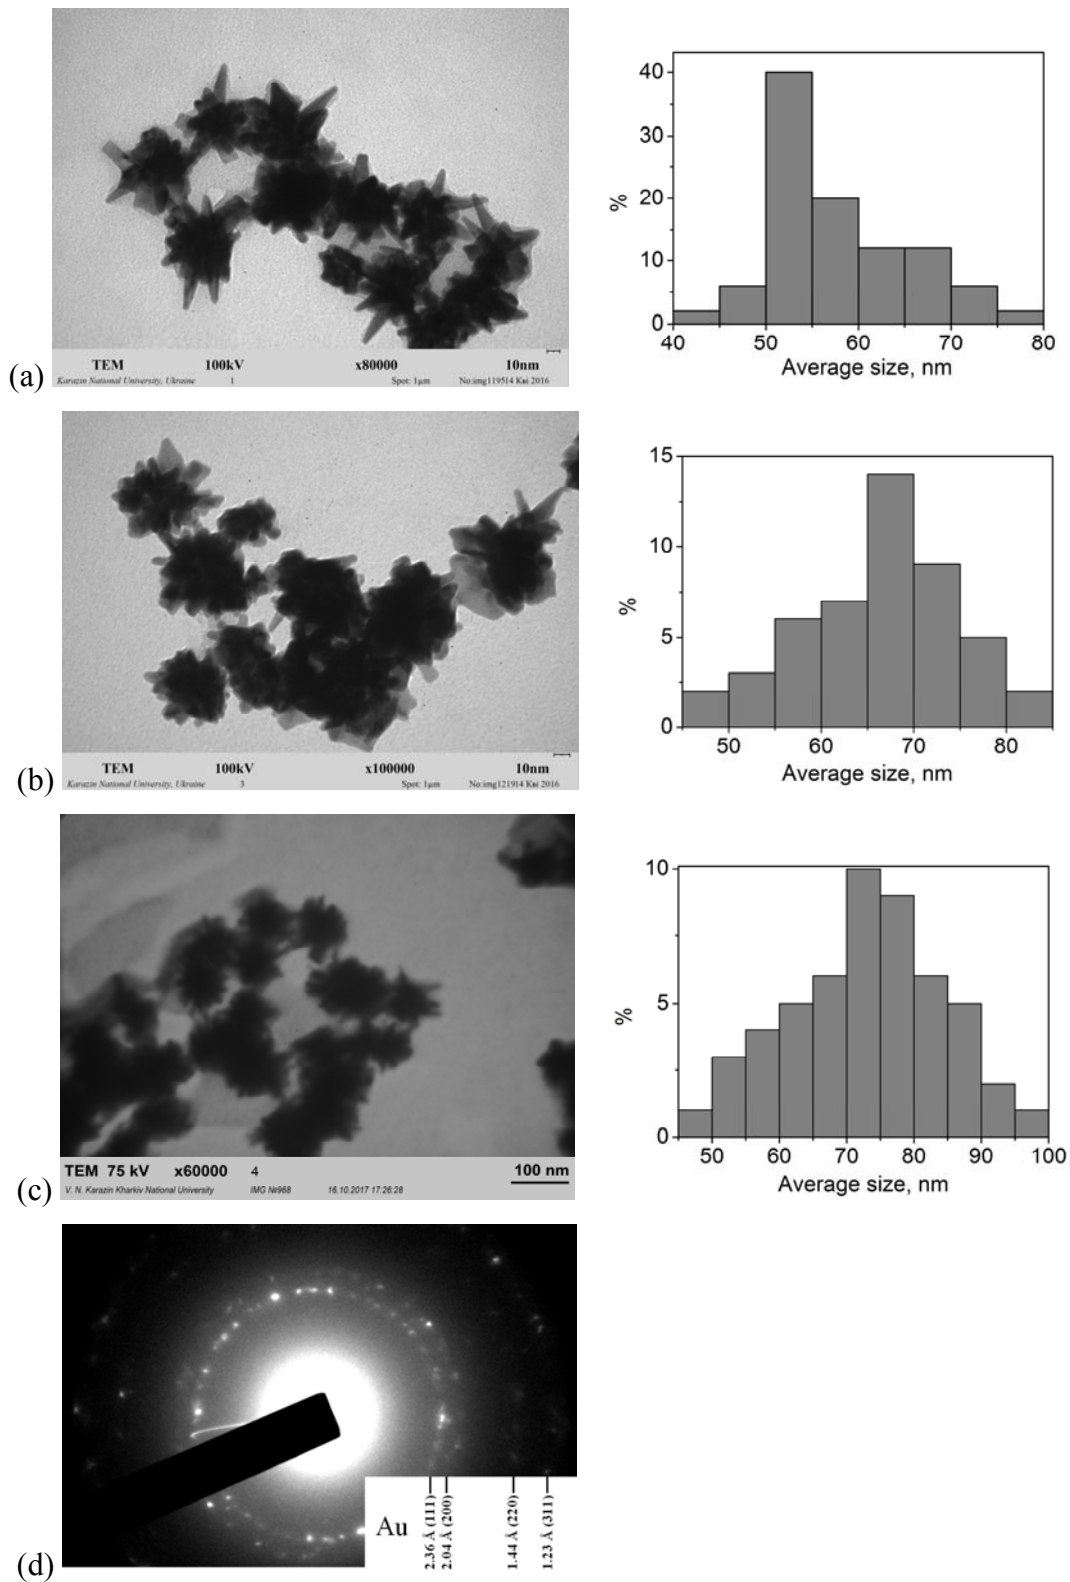 40
30
20
10
0
%
40 50 60 70 80
Average size, nm
(a)
TEM 100kV x80000 10nm
Karazin National University, Ukraine 1 Spot: 1μm No:img119514 Kві 2016
15
10
5
0
%
50 60 70 80
Average size, nm
(b)
TEM 100kV x100000 10nm
Karazin National University, Ukraine 3 Spot: 1μm No:img121914 Kві 2016
10
5
0
%
50 60 70 80 90 100
Average size, nm
(c)
TEM 75 kV x60000 4 100 nm
V. N. Karazin Kharkiv National University IMG №968 16.10.2017 17:26:28
(d)
Au
2.36 Å (111)
2.04 Å (200)
1.44 Å (220)
1.23 Å (311)